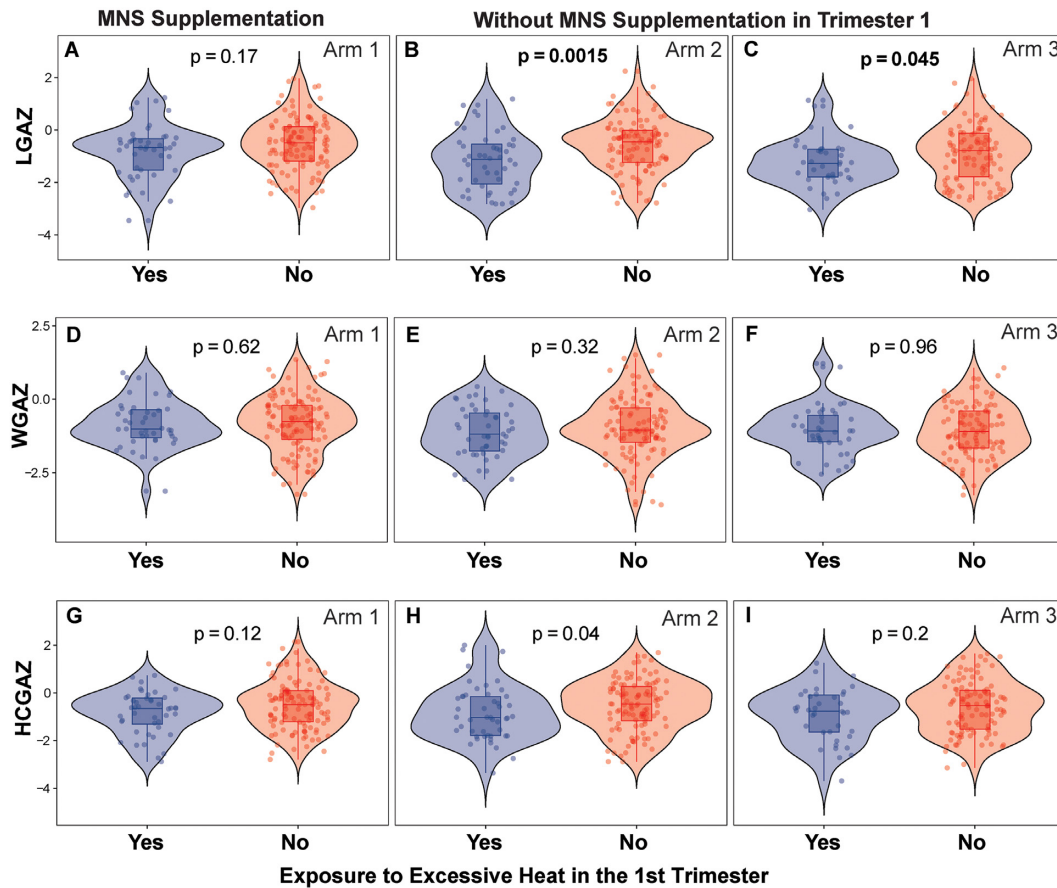 MNS Supplementation
Without MNS Supplementation in Trimester 1
A p = 0.17 Arm 1
B p = 0.0015 Arm 2
C p = 0.045 Arm 3
LGAZ
2
0
−2
−4
Yes No
Yes No
Yes No
D p = 0.62 Arm 1
E p = 0.32 Arm 2
F p = 0.96 Arm 3
WGAZ
2.5
0.0
−2.5
Yes No
Yes No
Yes No
G p = 0.12 Arm 1
H p = 0.04 Arm 2
I p = 0.2 Arm 3
HCGAZ
2
0
−2
−4
Yes No
Yes No
Yes No
Exposure to Excessive Heat in the 1st Trimester